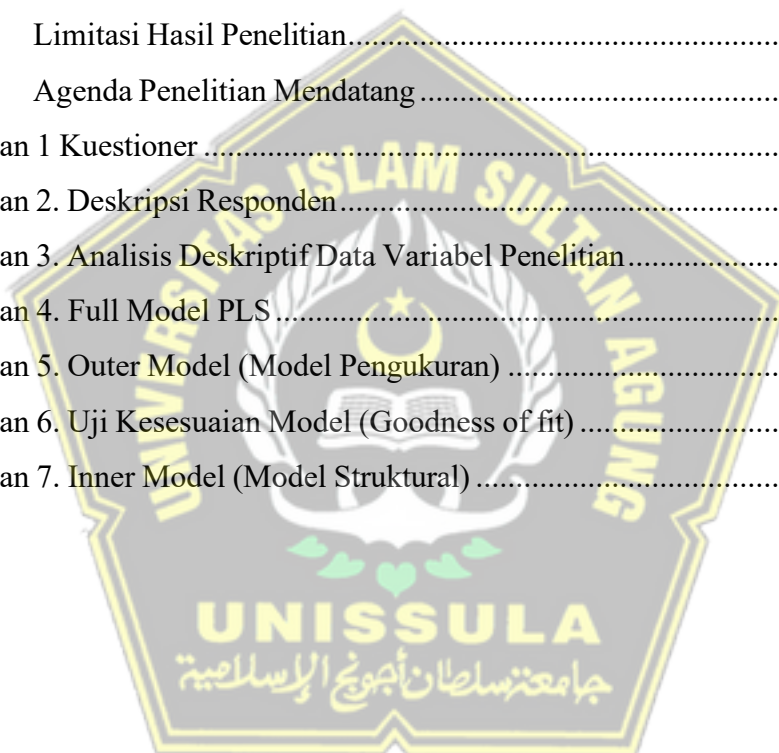 Limitasi Hasil Penelitian
Agenda Penelitian Mendatang
an 1 Kuestioner
an 2. Deskripsi Responden
an 3. Analisis Deskriptif Data Variabel Penelitian
an 4. Full Model PLS
an 5. Outer Model (Model Pengukuran)
an 6. Uji Kesesuaian Model (Goodness of fit)
an 7. Inner Model (Model Struktural)
UNIVERSITAS ISLAM SULTAN AGUNG
UNISSULA
جامعتنسلطان أجونج الإسلامية